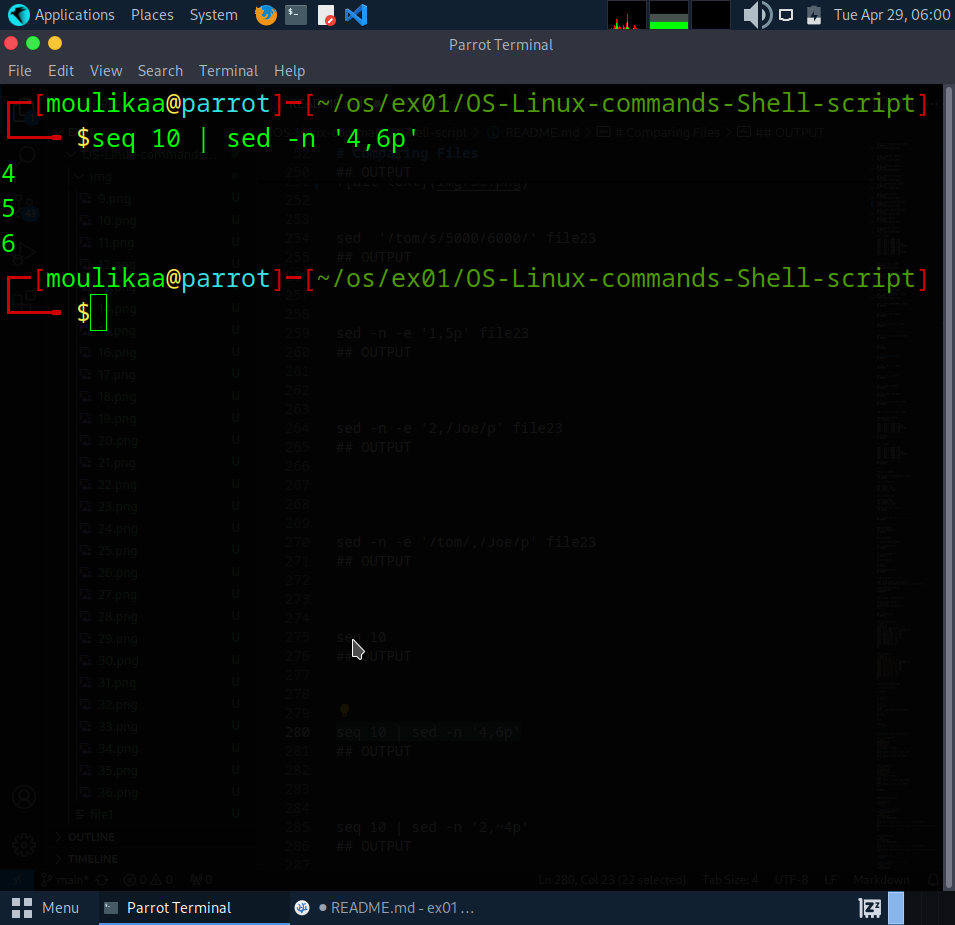 Applications Places System Tue Apr 29, 06:00
Parrot Terminal
File Edit View Search Terminal Help
[moulikaa@parrot]─[~/os/ex01/OS-Linux-commands-Shell-script]
$seq 10 | sed -n '4,6p'
4
5
6
[moulikaa@parrot]─[~/os/ex01/OS-Linux-commands-Shell-script]
$
README.md > # Comparing Files > ## OUTPUT
# Comparing Files
250 ## OUTPUT
img
9.png U
252
10.png U
253
11.png U
254 sed '/tom/s/5000/6000/' file23
## OUTPUT
258
259 sed -n -e '1,5p' file23
260 ## OUTPUT
16.png U
261
17.png U
262
18.png U
263
19.png U
264 sed -n -e '2,/Joe/p' file23
20.png U
265 ## OUTPUT
21.png U
266
22.png U
267
268
23.png U
269
24.png U
270 sed -n -e '/tom/,/Joe/p' file23
25.png U
271 ## OUTPUT
26.png U
272
27.png U
273
28.png U
274
29.png U
275 seq 10
30.png U
276 ## OUTPUT
31.png U
277
32.png U
278
279
33.png U
280 seq 10 | sed -n '4,6p'
34.png U
281 ## OUTPUT
35.png U
282
36.png U
283
file1 U
284
285 seq 10 | sed -n '2,~4p'
OUTLINE
286 ## OUTPUT
TIMELINE
287
main* 0 0 0 Ln 280, Col 23 (22 selected) Tab Size: 4 UTF-8 LF Markdown
Menu Parrot Terminal README.md - ex01 ...